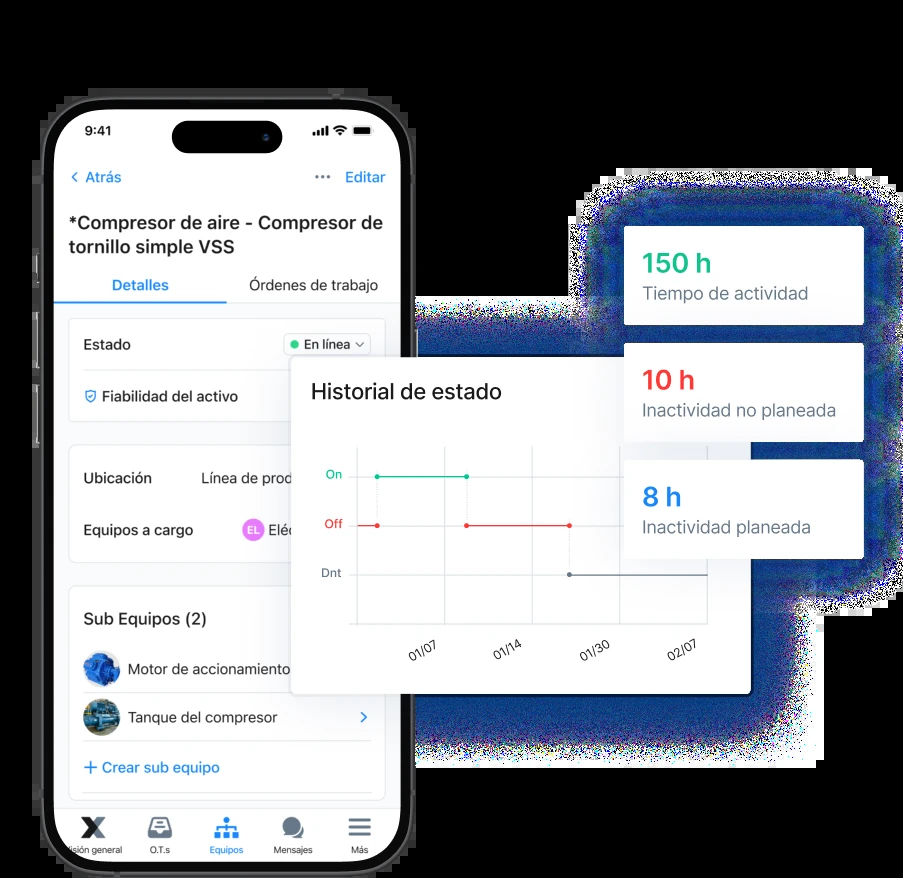 9:41
Atrás
Editar
*Compresor de aire - Compresor de
tornillo simple VSS
Detalles
Órdenes de trabajo
Estado
En línea
Fiabilidad del activo
Ubicación
Línea de prod
Equipos a cargo
EL
Eléc
Sub Equipos (2)
Motor de accionamiento
Tanque del compresor
+ Crear sub equipo
isión general
O.T.s
Equipos
Mensajes
Más
Historial de estado
On
Off
Dnt
01/07
01/14
01/30
02/07
150 h
Tiempo de actividad
10 h
Inactividad no planeada
8 h
Inactividad planeada